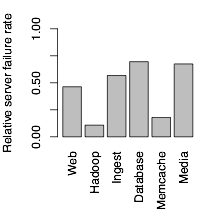 Relative server failure rate
1.00
0.50
0.00
Web
Hadoop
Ingest
Database
Memcache
Media